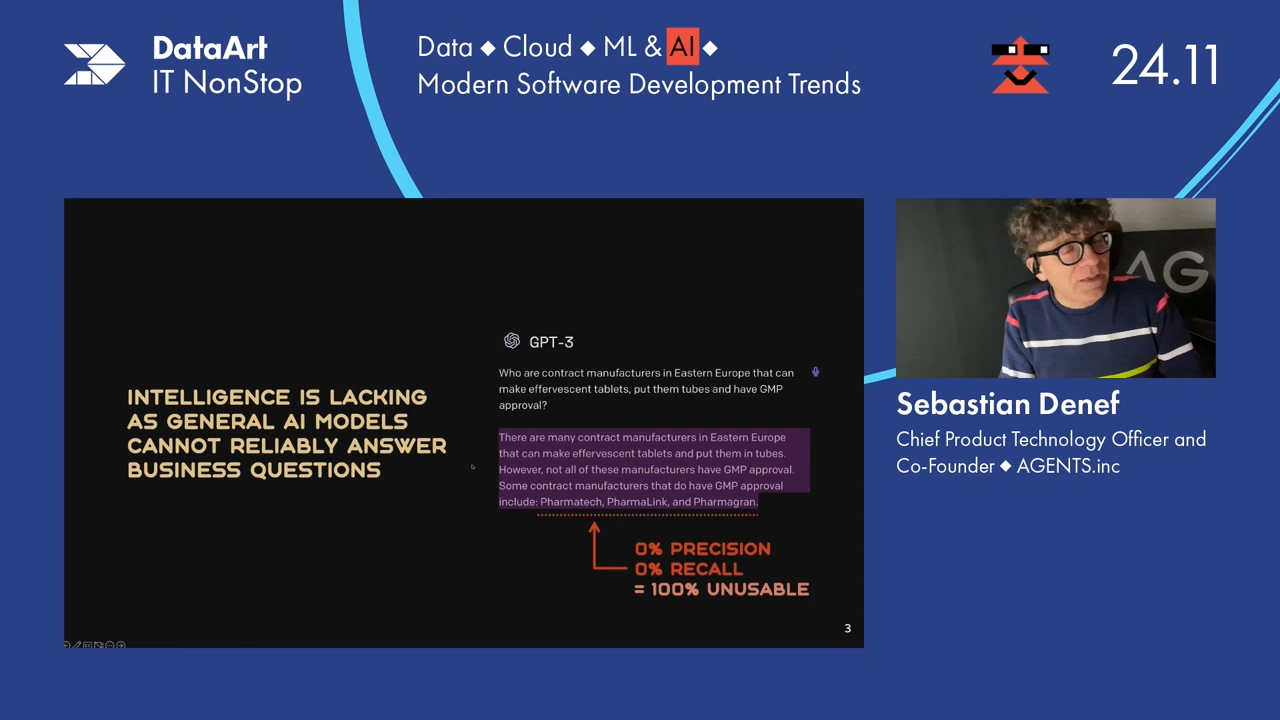 DataArt
IT NonStop
Data ◆ Cloud ◆ ML & AI ◆
Modern Software Development Trends
24.11
INTELLIGENCE IS LACKING
AS GENERAL AI MODELS
CANNOT RELIABLY ANSWER
BUSINESS QUESTIONS
GPT-3
Who are contract manufacturers in Eastern Europe that can
make effervescent tablets, put them tubes and have GMP
approval?
There are many contract manufacturers in Eastern Europe
that can make effervescent tablets and put them in tubes.
However, not all of these manufacturers have GMP approval.
Some contract manufacturers that do have GMP approval
include: Pharmatech, PharmaLink, and Pharmagran.
0% PRECISION
0% RECALL
= 100% UNUSABLE
3
AG
Sebastian Denef
Chief Product Technology Officer and
Co-Founder ◆ AGENTS.inc